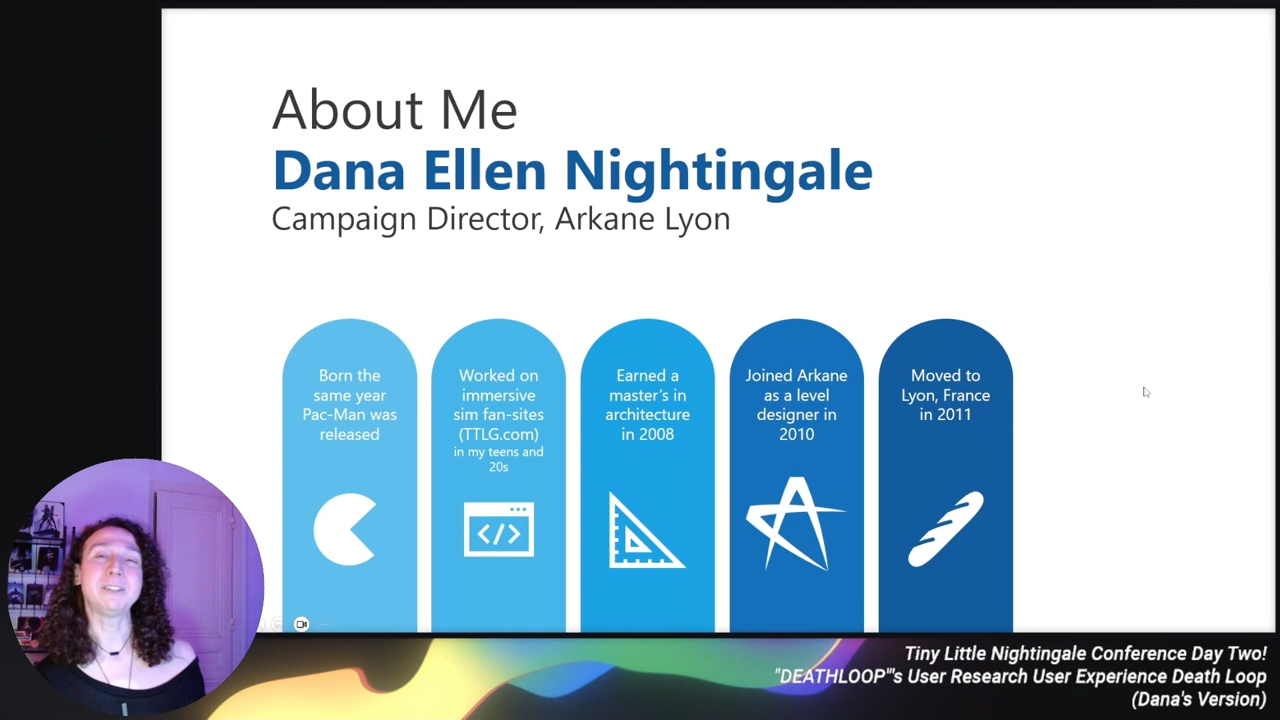 About Me
Dana Ellen Nightingale
Campaign Director, Arkane Lyon
Born the
same year
Pac-Man was
released
Worked on
immersive
sim fan-sites
(TTLG.com)
in my teens and
20s
</>
Earned a
master's in
architecture
in 2008
Joined Arkane
as a level
designer in
2010
Moved to
Lyon, France
in 2011
Tiny Little Nightingale Conference Day Two!
"DEATHLOOP"'s User Research User Experience Death Loop
(Dana's Version)